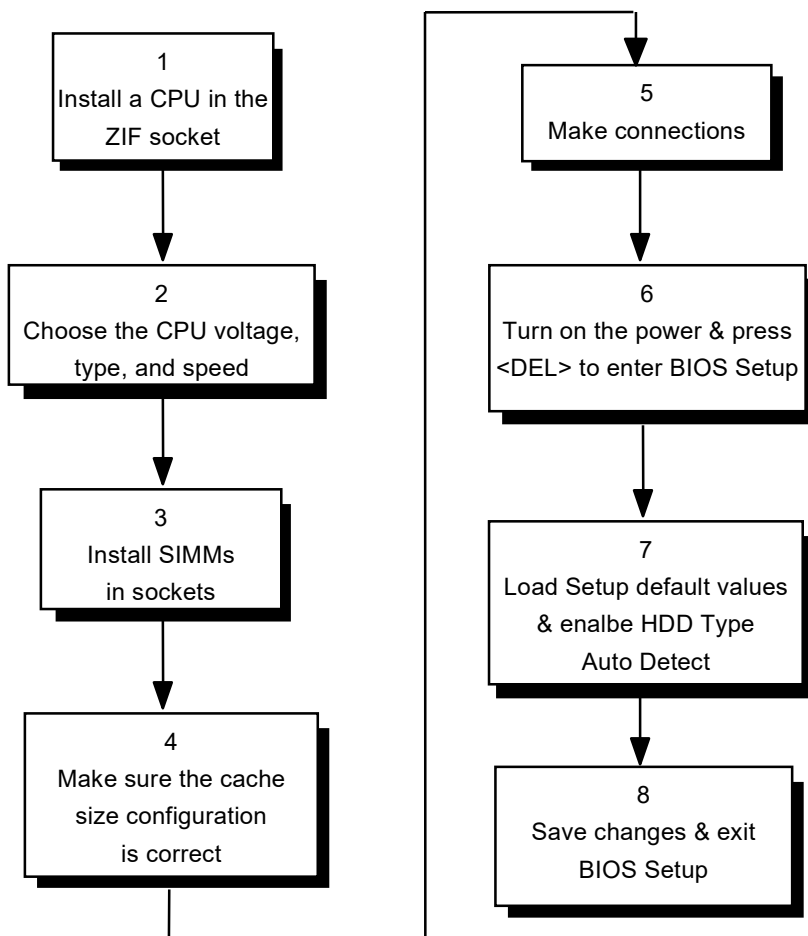 1
Install a CPU in the
ZIF socket
2
Choose the CPU voltage,
type, and speed
3
Install SIMMs
in sockets
4
Make sure the cache
size configuration
is correct
5
Make connections
6
Turn on the power & press
<DEL> to enter BIOS Setup
7
Load Setup default values
& enalbe HDD Type
Auto Detect
8
Save changes & exit
BIOS Setup